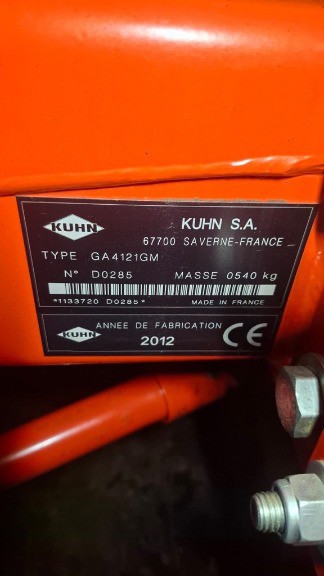 KUHN
KUHN S.A.
67700 SAVERNE-FRANCE
TYPE GA4121GM
N° D0285 MASSE 0540 kg
*1133720 D0285*
MADE IN FRANCE
KUHN
ANNEE DE FABRICATION
2012
CE